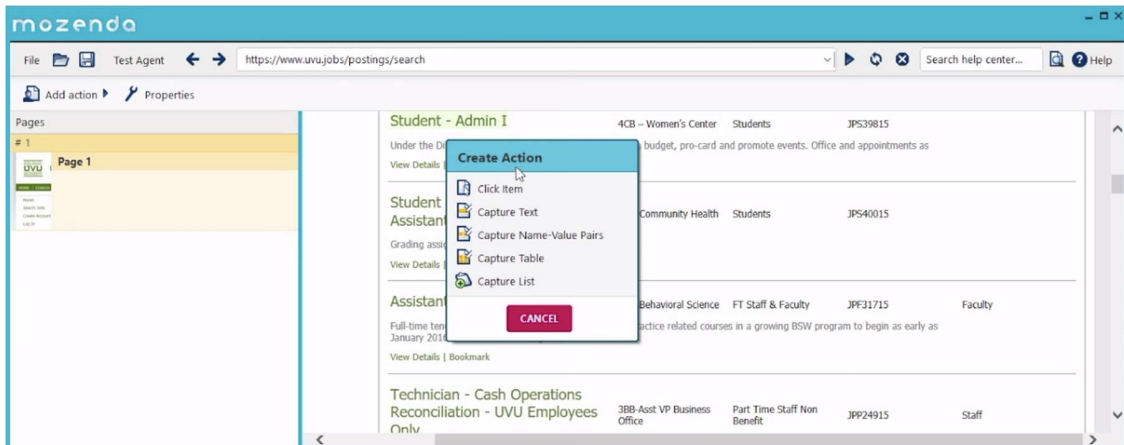 mozenda
File
Test Agent
https://www.uvu.jobs/postings/search
Search help center...
Help
Add action
Properties
Pages
# 1
Page 1
UVU
Student - Admin I
4CB – Women's Center
Students
JPS39815
Under the Di
budget, pro-card and promote events. Office and appointments as
View Details |
Create Action
Click Item
Capture Text
Capture Name-Value Pairs
Capture Table
Capture List
CANCEL
Student
Assistant
Community Health
Students
JPS40015
Grading assi
View Details |
Assistant
Behavioral Science
FT Staff & Faculty
JPF31715
Faculty
Full-time ten
actice related courses in a growing BSW program to begin as early as
January 201
View Details | Bookmark
Technician - Cash Operations
Reconciliation - UVU Employees
Only
3BB-Asst VP Business
Office
Part Time Staff Non
Benefit
JPP24915
Staff